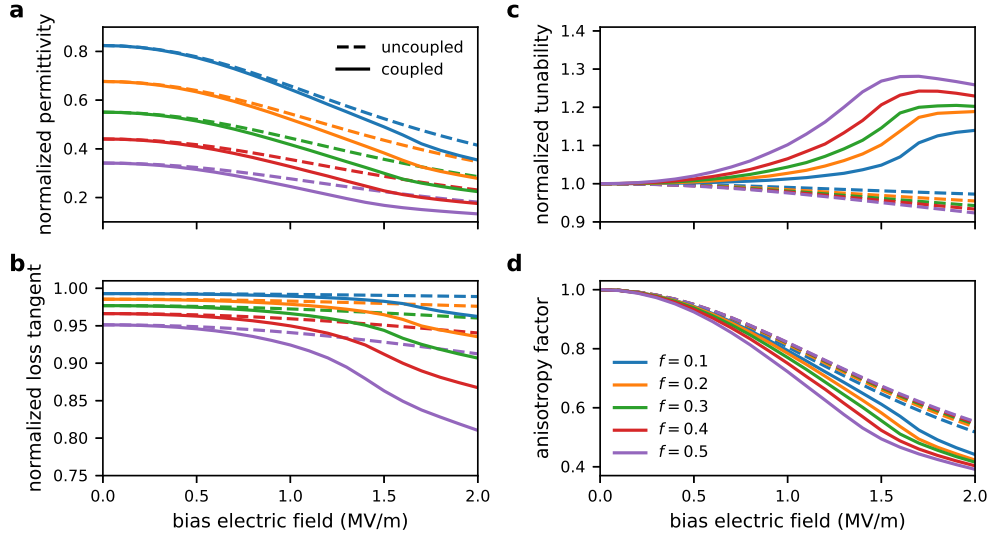 a
normalized permittivity
0.8
0.6
0.4
0.2
uncoupled
coupled
c
normalized tunability
1.4
1.3
1.2
1.1
1.0
0.9
b
normalized loss tangent
1.00
0.95
0.90
0.85
0.80
0.75
0.0 0.5 1.0 1.5 2.0
bias electric field (MV/m)
d
anisotropy factor
1.0
0.8
0.6
0.4
f = 0.1
f = 0.2
f = 0.3
f = 0.4
f = 0.5
0.0 0.5 1.0 1.5 2.0
bias electric field (MV/m)